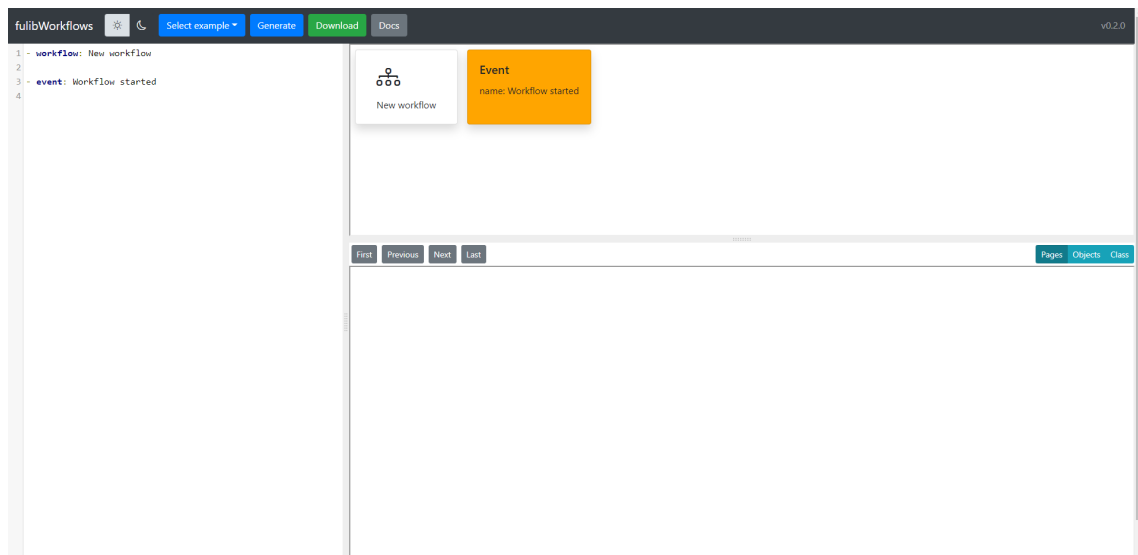 fulibWorkflows Select example Generate Download Docs v0.2.0
1 - workflow: New workflow
2
3 - event: Workflow started
4
New workflow
Event
name: Workflow started
First Previous Next Last Pages Objects Class